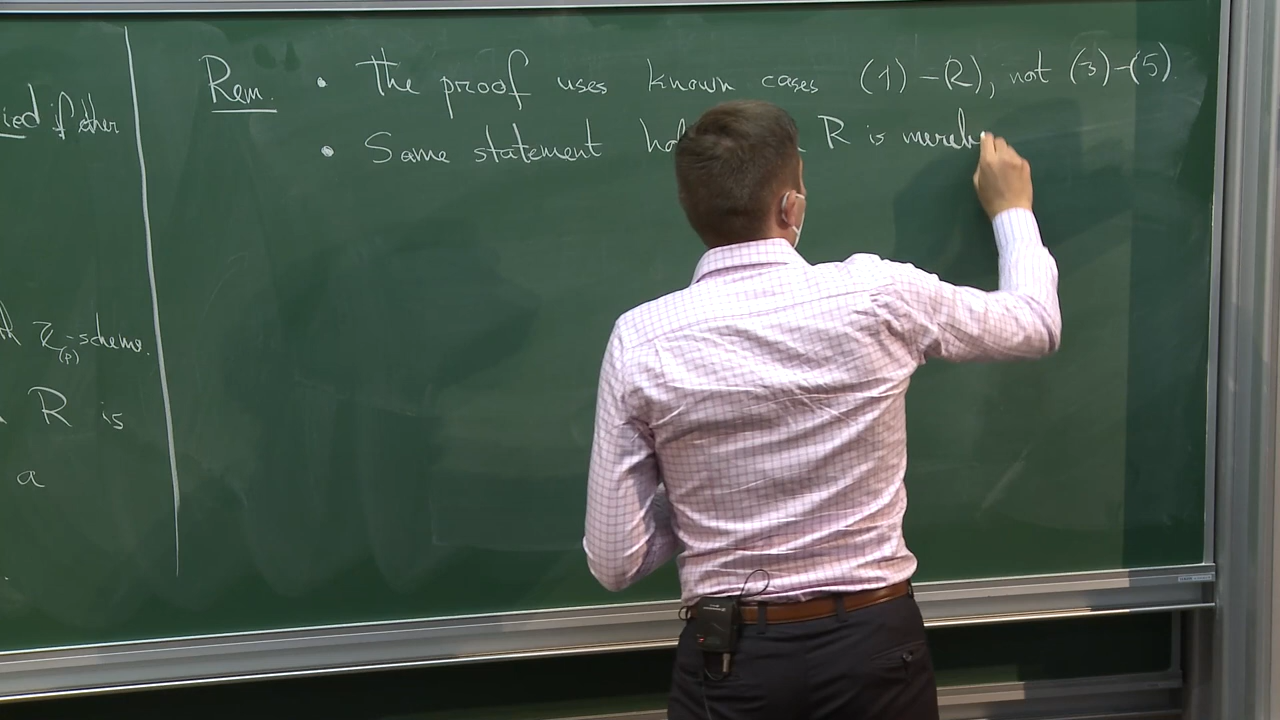 ied if other
Z(p)-scheme.
R is
a
Rem. • The proof uses known cases (1)-(2), not (3)-(5).
• Same statement R is merely